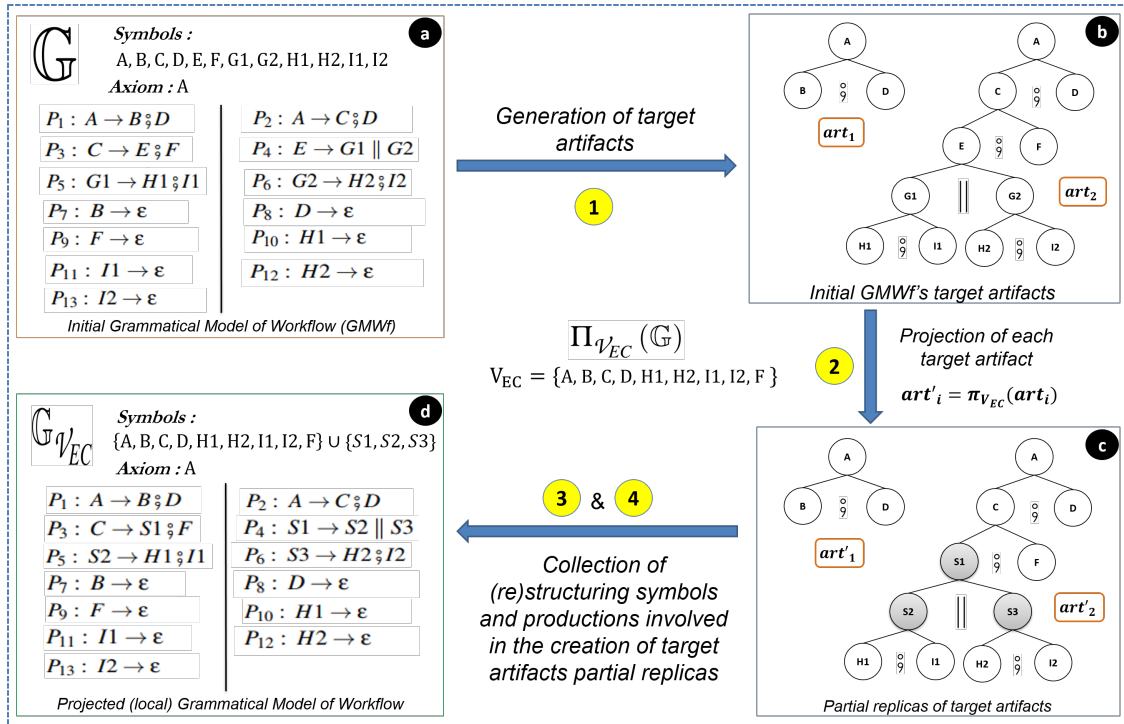 a
𝔾
Symbols :
A, B, C, D, E, F, G1, G2, H1, H2, I1, I2
Axiom : A
P₁ : A → B ⨟ D
P₃ : C → E ⨟ F
P₅ : G1 → H1 ⨟ I1
P₇ : B → ε
P₉ : F → ε
P₁₁ : I1 → ε
P₁₃ : I2 → ε
P₂ : A → C ⨟ D
P₄ : E → G1 ∥ G2
P₆ : G2 → H2 ⨟ I2
P₈ : D → ε
P₁₀ : H1 → ε
P₁₂ : H2 → ε
Initial Grammatical Model of Workflow (GMWf)
Generation of target
artifacts
1
b
A
B ⨟ D
art₁
A
C ⨟ D
E ⨟ F
G1 ∥ G2
art₂
H1 ⨟ I1 H2 ⨟ I2
Initial GMWf's target artifacts
Π𝒱EC (𝔾)
V_EC = {A, B, C, D, H1, H2, I1, I2, F }
2
Projection of each
target artifact
art'ᵢ = π_V_EC(artᵢ)
c
A
B ⨟ D
art'₁
A
C ⨟ D
S1 ⨟ F
S2 ∥ S3
art'₂
H1 ⨟ I1 H2 ⨟ I2
Partial replicas of target artifacts
3 & 4
Collection of
(re)structuring symbols
and productions involved
in the creation of target
artifacts partial replicas
d
𝔾𝒱EC
Symbols :
{A, B, C, D, H1, H2, I1, I2, F} ∪ {S1, S2, S3}
Axiom : A
P₁ : A → B ⨟ D
P₃ : C → S1 ⨟ F
P₅ : S2 → H1 ⨟ I1
P₇ : B → ε
P₉ : F → ε
P₁₁ : I1 → ε
P₁₃ : I2 → ε
P₂ : A → C ⨟ D
P₄ : S1 → S2 ∥ S3
P₆ : S3 → H2 ⨟ I2
P₈ : D → ε
P₁₀ : H1 → ε
P₁₂ : H2 → ε
Projected (local) Grammatical Model of Workflow